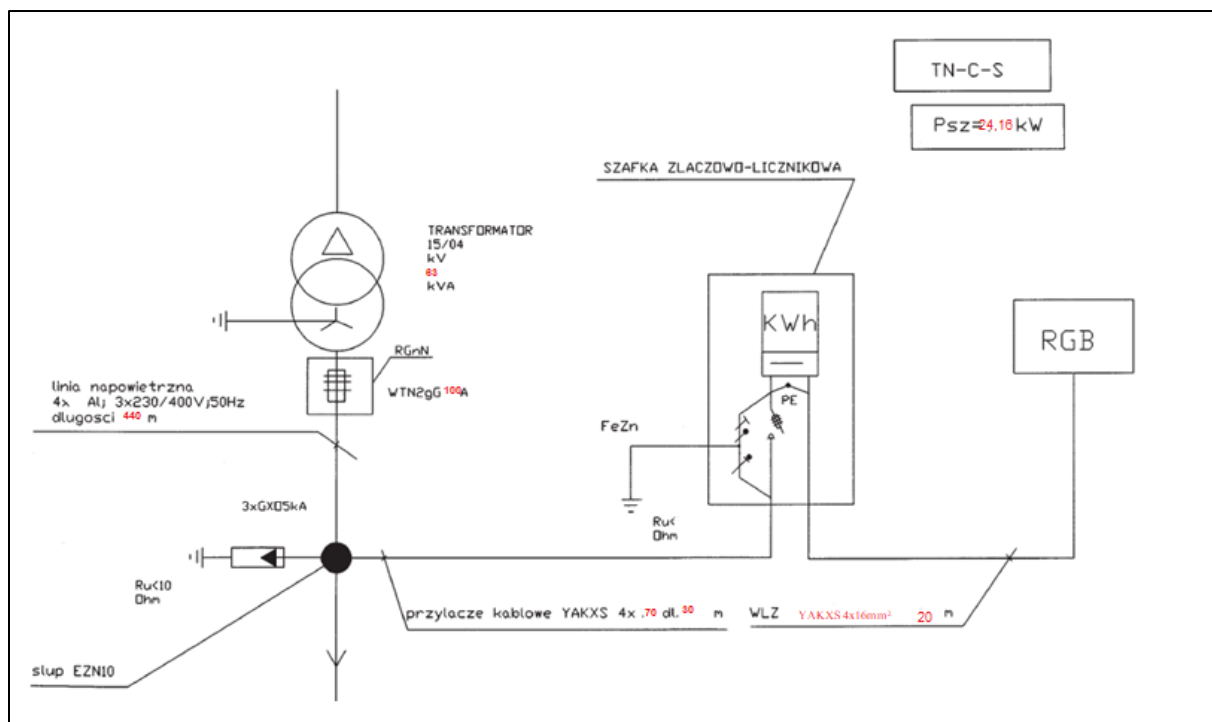 TN-C-S
Psz=24,16 kW
SZAFKA ZLACZOWO-LICZNIKOWA
TRANSFORMATOR
15/04
kV
63
kVA
KWh
RGB
RGnN
WTN2gG 100A
linia napowietrzna
4x Al; 3x230/400V;50Hz
dlugosci 440 m
PE
FeZn
3xGXO5kA
Ru<
Ohm
Ru<10
Ohm
przylacze kablowe YAKXS 4x .70 dl. 30 m
WLZ YAKXS 4x16mm² 20 m
slup EZN10